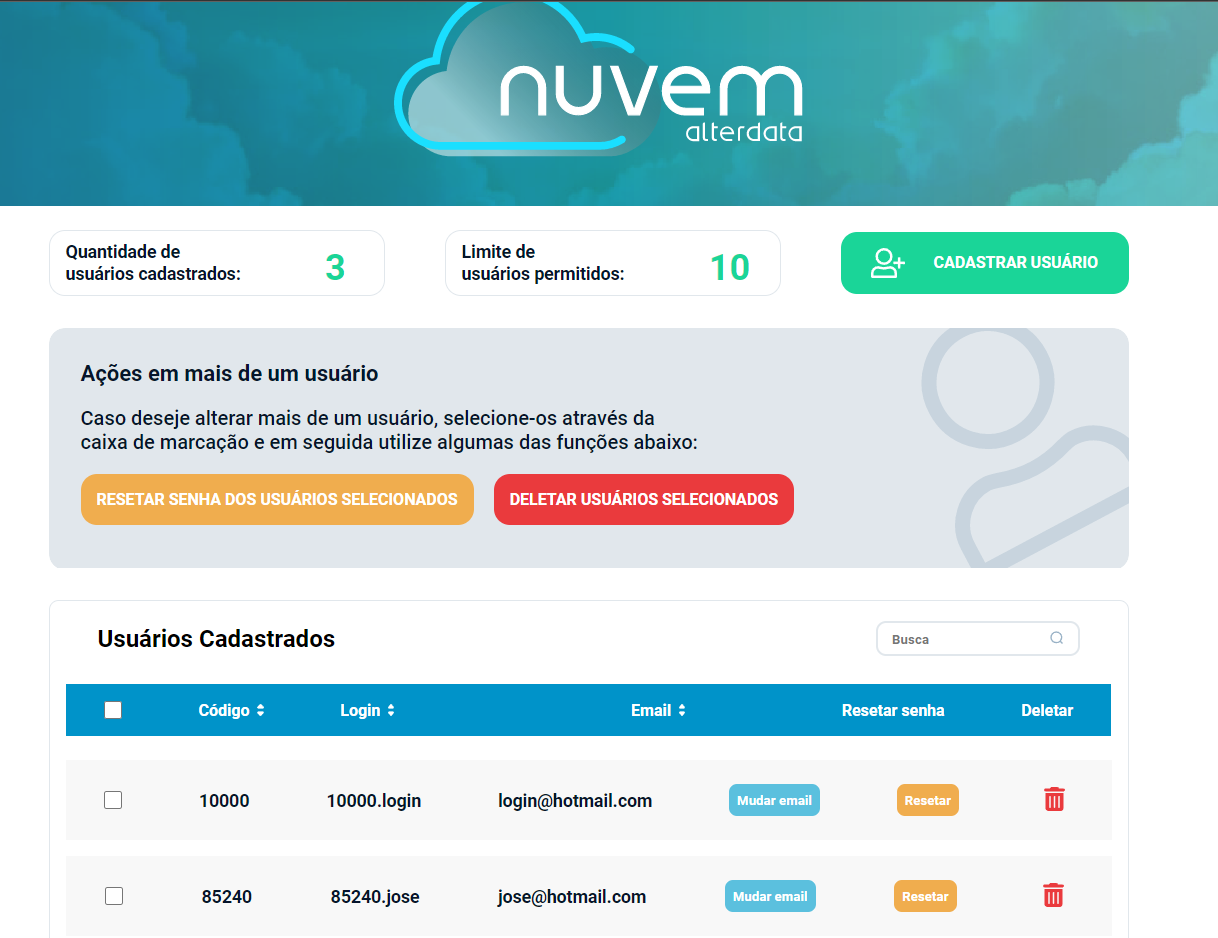 nuvem
alterdata
Quantidade de
usuários cadastrados:
3
Limite de
usuários permitidos:
10
CADASTRAR USUÁRIO
Ações em mais de um usuário
Caso deseje alterar mais de um usuário, selecione-os através da
caixa de marcação e em seguida utilize algumas das funções abaixo:
RESETAR SENHA DOS USUÁRIOS SELECIONADOS
DELETAR USUÁRIOS SELECIONADOS
Usuários Cadastrados
Busca
Código Login Email Resetar senha Deletar
10000 10000.login login@hotmail.com Mudar email Resetar
85240 85240.jose jose@hotmail.com Mudar email Resetar